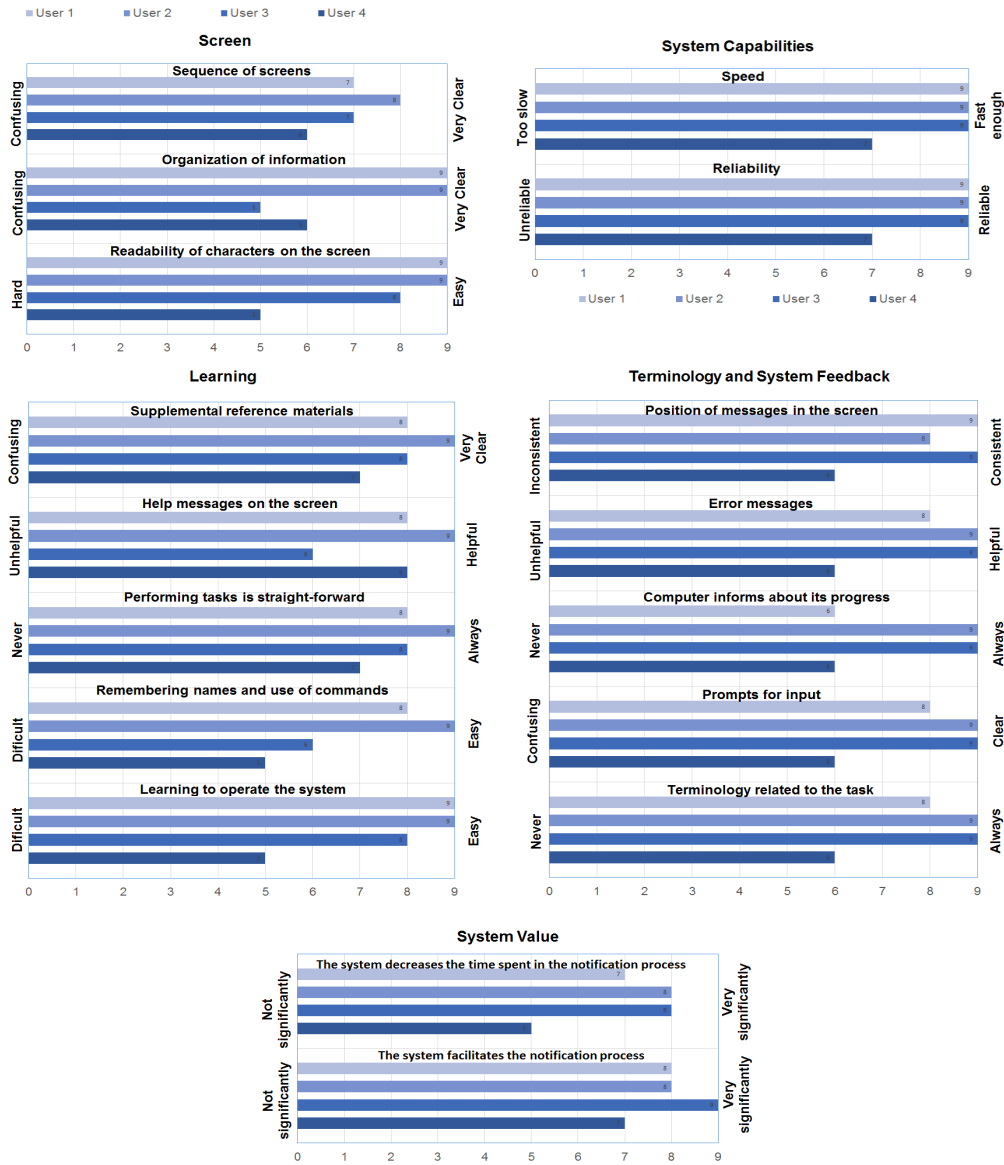 User 1 User 2 User 3 User 4
Screen
Sequence of screens
Confusing
Very Clear
7
8
7
6
Organization of information
Confusing
Very Clear
9
9
5
6
Readability of characters on the screen
Hard
Easy
9
9
8
5
0 1 2 3 4 5 6 7 8 9
System Capabilities
Speed
Too slow
Fast enough
9
9
9
7
Reliability
Unreliable
Reliable
9
9
9
7
0 1 2 3 4 5 6 7 8 9
User 1 User 2 User 3 User 4
Learning
Supplemental reference materials
Confusing
Very Clear
8
9
8
7
Help messages on the screen
Unhelpful
Helpful
8
9
6
8
Performing tasks is straight-forward
Never
Always
8
9
8
7
Remembering names and use of commands
Difficult
Easy
8
9
6
5
Learning to operate the system
Difficult
Easy
9
9
8
5
0 1 2 3 4 5 6 7 8 9
Terminology and System Feedback
Position of messages in the screen
Inconsistent
Consistent
9
8
9
6
Error messages
Unhelpful
Helpful
8
9
9
6
Computer informs about its progress
Never
Always
6
9
9
6
Prompts for input
Confusing
Clear
8
9
9
6
Terminology related to the task
Never
Always
8
9
9
6
0 1 2 3 4 5 6 7 8 9
System Value
The system decreases the time spent in the notification process
Not significantly
Very significantly
7
8
8
5
The system facilitates the notification process
Not significantly
Very significantly
8
8
9
7
0 1 2 3 4 5 6 7 8 9